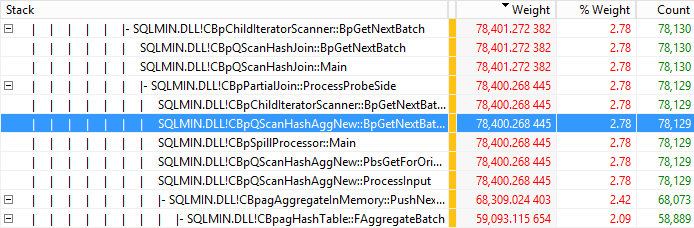 Stack Weight % Weight Count
| | | | | | | |- SQLMIN.DLL!CBpChildIteratorScanner::BpGetNextBatch 78,401.272 382 2.78 78,130
| | | | | | | SQLMIN.DLL!CBpQScanHashJoin::BpGetNextBatch 78,401.272 382 2.78 78,130
| | | | | | | SQLMIN.DLL!CBpQScanHashJoin::Main 78,401.272 382 2.78 78,130
| | | | | | | |- SQLMIN.DLL!CBpPartialJoin::ProcessProbeSide 78,400.268 445 2.78 78,129
| | | | | | | SQLMIN.DLL!CBpChildIteratorScanner::BpGetNextBat... 78,400.268 445 2.78 78,129
| | | | | | | SQLMIN.DLL!CBpQScanHashAggNew::BpGetNextBat... 78,400.268 445 2.78 78,129
| | | | | | | SQLMIN.DLL!CBpSpillProcessor::Main 78,400.268 445 2.78 78,129
| | | | | | | SQLMIN.DLL!CBpQScanHashAggNew::PbsGetForOri... 78,400.268 445 2.78 78,129
| | | | | | | SQLMIN.DLL!CBpQScanHashAggNew::ProcessInput 78,400.268 445 2.78 78,129
| | | | | | | |- SQLMIN.DLL!CBpagAggregateInMemory::PushNex... 68,309.024 403 2.42 68,073
| | | | | | | | |- SQLMIN.DLL!CBpagHashTable::FAggregateBatch 59,093.115 654 2.09 58,889